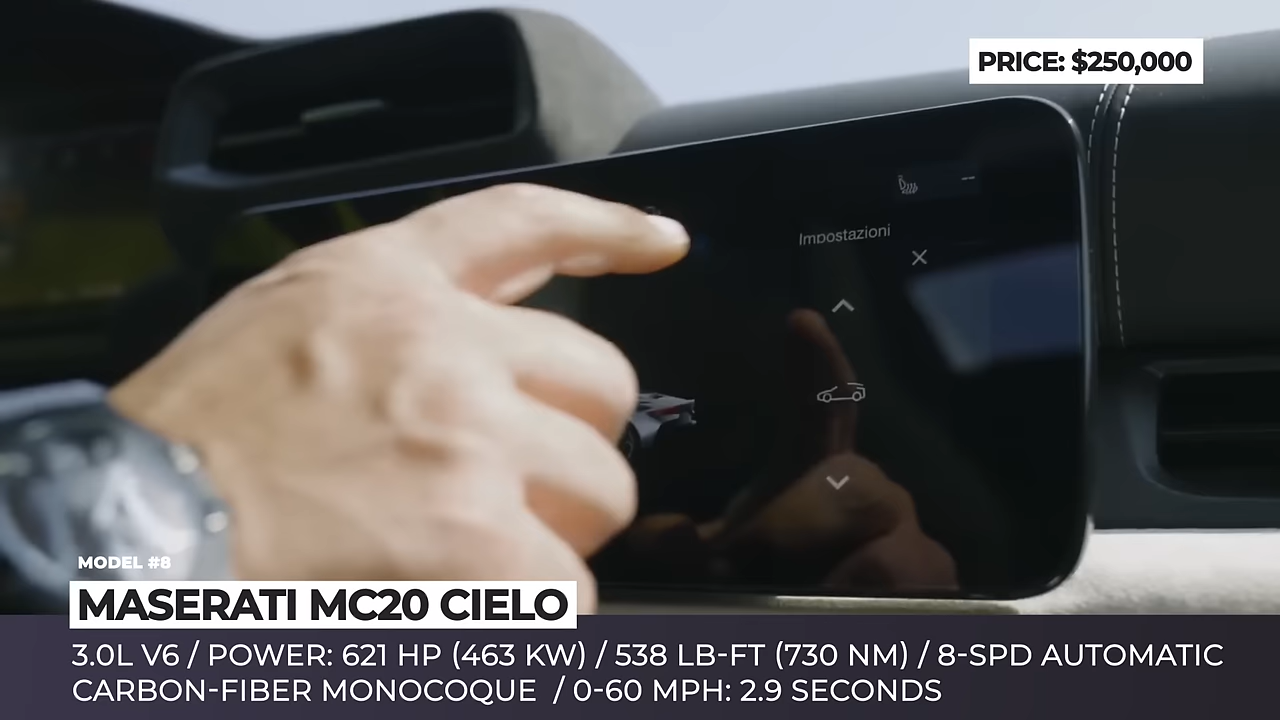 PRICE: $250,000
Impostazioni
MODEL #8
MASERATI MC20 CIELO
3.0L V6 / POWER: 621 HP (463 KW) / 538 LB-FT (730 NM) / 8-SPD AUTOMATIC
CARBON-FIBER MONOCOQUE / 0-60 MPH: 2.9 SECONDS